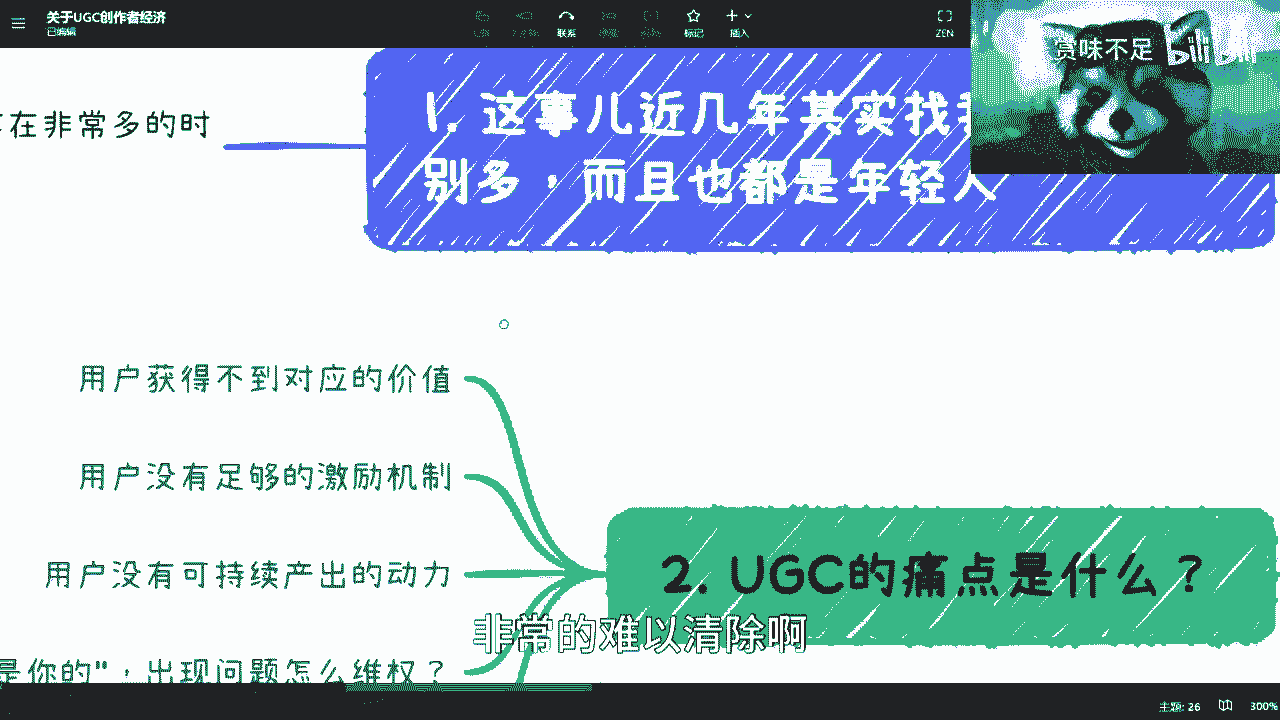 关于UGC创作者经济
已编辑
联系
标记
插入
ZEN
赏味不足 bilibili
在非常多的时
1. 这事儿近几年其实找
别多，而且也都是年轻人
用户获得不到对应的价值
用户没有足够的激励机制
用户没有可持续产出的动力
是你的"，出现问题怎么维权？
2. UGC的痛点是什么？
非常的难以清除啊
主题: 26
300%